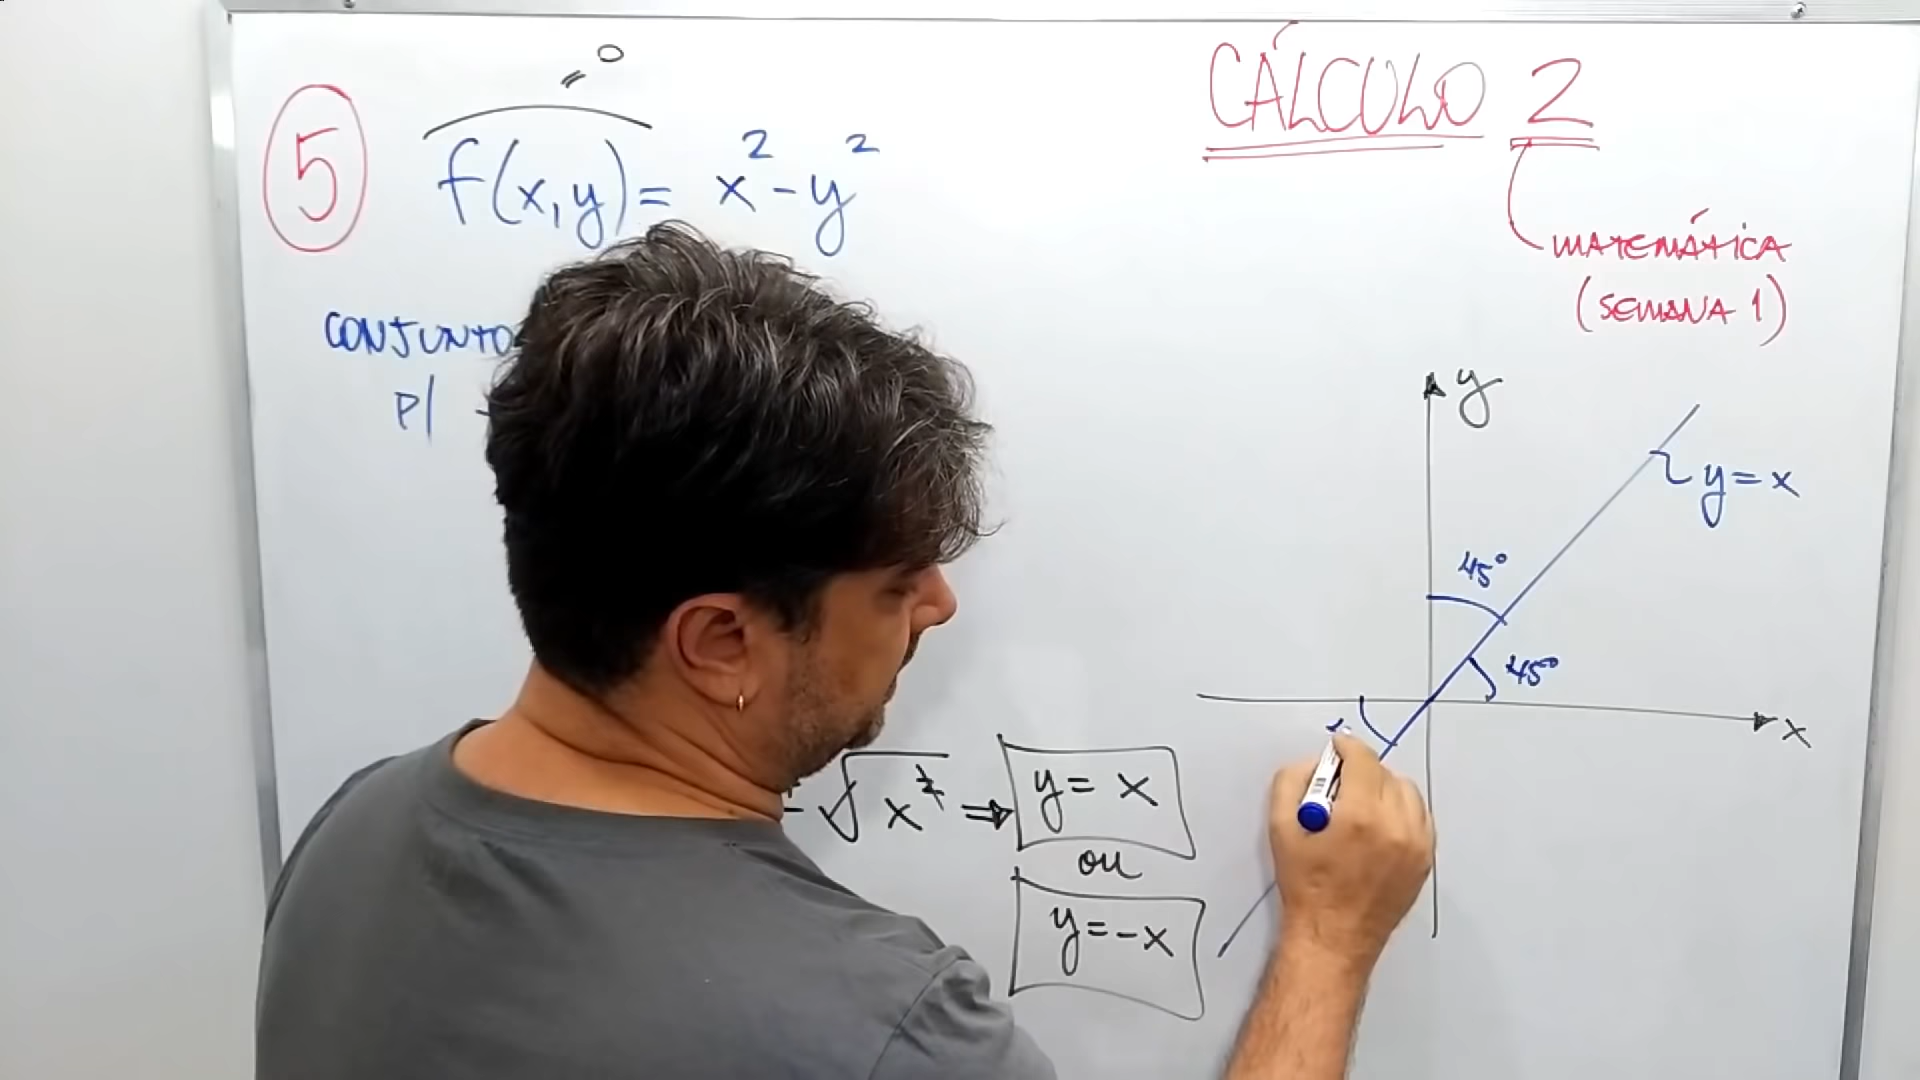 CÁLCULO 2
MATEMÁTICA
(SEMANA 1)
= 0
5
f(x,y) = x² - y²
CONJUNTO
P/
y
y = x
45°
45°
x
√x² ⇒ y = x
ou
y = -x